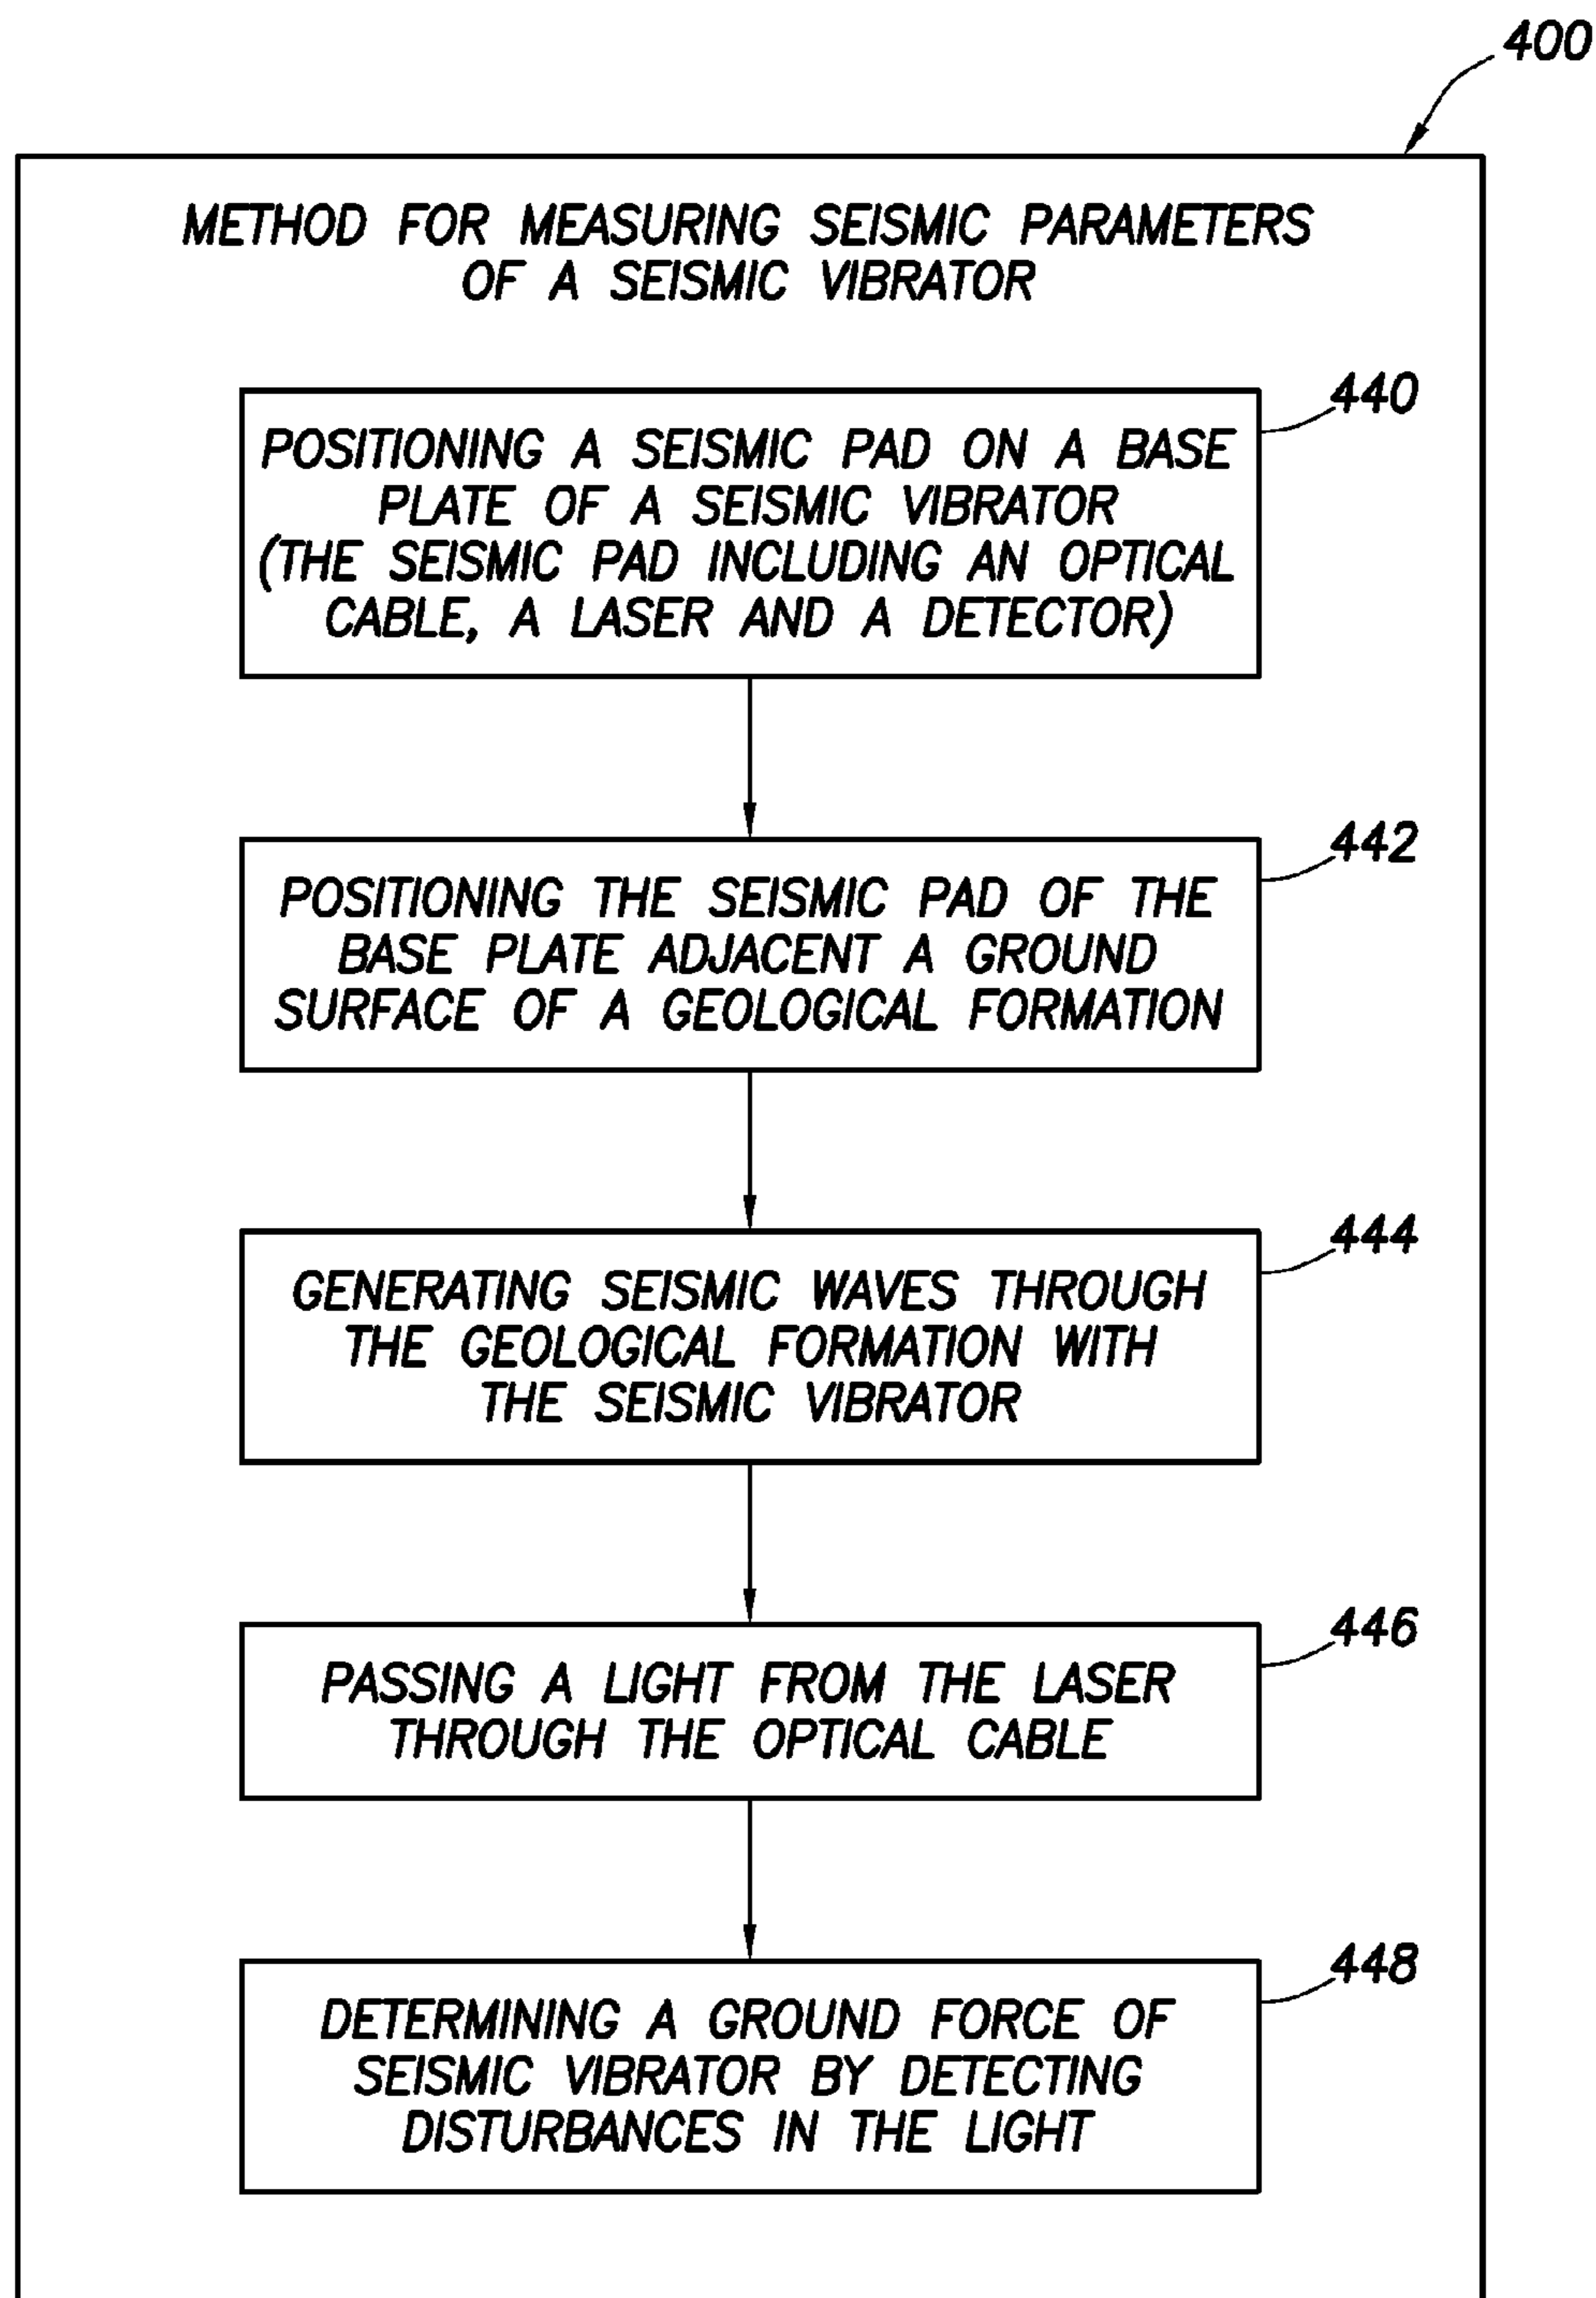 400
METHOD FOR MEASURING SEISMIC PARAMETERS
OF A SEISMIC VIBRATOR
440
POSITIONING A SEISMIC PAD ON A BASE
PLATE OF A SEISMIC VIBRATOR
(THE SEISMIC PAD INCLUDING AN OPTICAL
CABLE, A LASER AND A DETECTOR)
442
POSITIONING THE SEISMIC PAD OF THE
BASE PLATE ADJACENT A GROUND
SURFACE OF A GEOLOGICAL FORMATION
444
GENERATING SEISMIC WAVES THROUGH
THE GEOLOGICAL FORMATION WITH
THE SEISMIC VIBRATOR
446
PASSING A LIGHT FROM THE LASER
THROUGH THE OPTICAL CABLE
448
DETERMINING A GROUND FORCE OF
SEISMIC VIBRATOR BY DETECTING
DISTURBANCES IN THE LIGHT